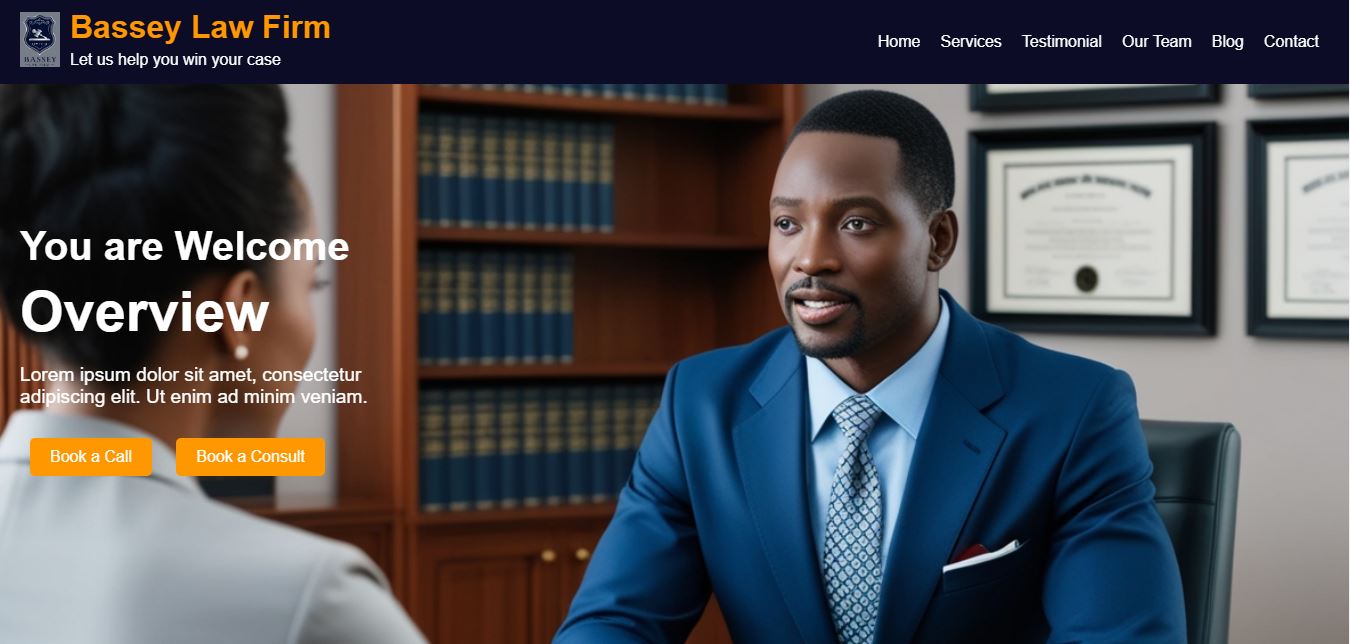 BASSEY
Bassey Law Firm
Let us help you win your case
Home Services Testimonial Our Team Blog Contact
You are Welcome
Overview
Lorem ipsum dolor sit amet, consectetur
adipiscing elit. Ut enim ad minim veniam.
Book a Call Book a Consult